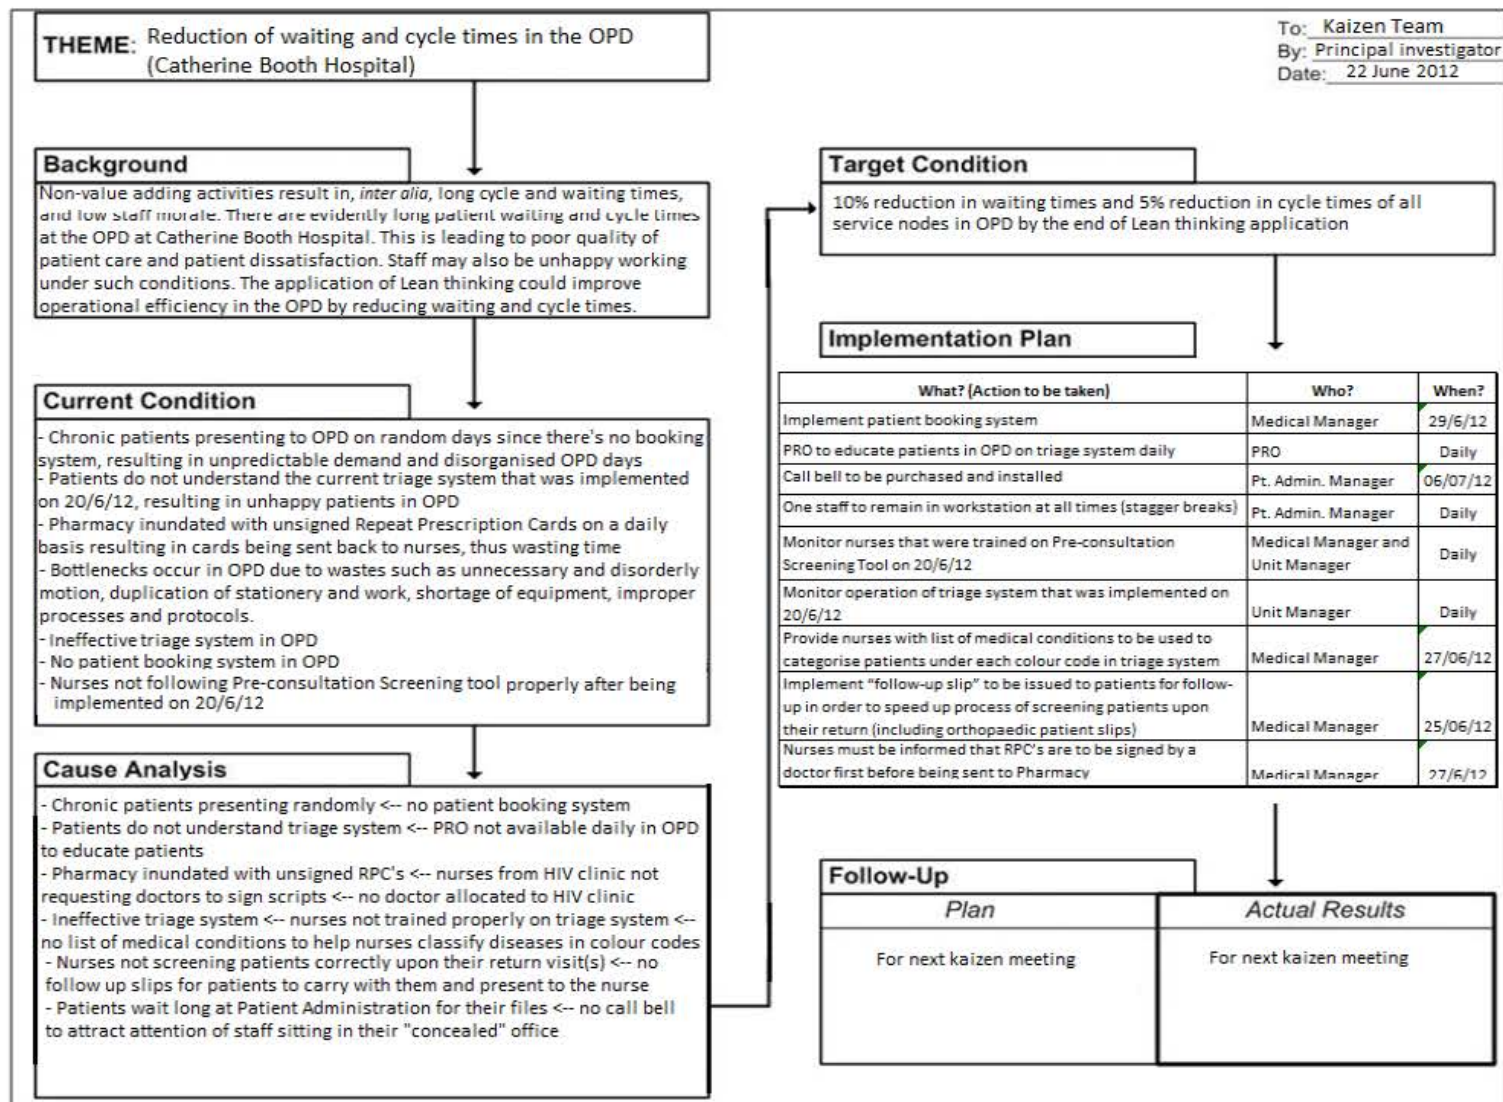 THEME: Reduction of waiting and cycle times in the OPD
(Catherine Booth Hospital)
To: Kaizen Team
By: Principal investigator
Date: 22 June 2012
Background
Non-value adding activities result in, inter alia, long cycle and waiting times,
and low staff morale. There are evidently long patient waiting and cycle times
at the OPD at Catherine Booth Hospital. This is leading to poor quality of
patient care and patient dissatisfaction. Staff may also be unhappy working
under such conditions. The application of Lean thinking could improve
operational efficiency in the OPD by reducing waiting and cycle times.
Current Condition
- Chronic patients presenting to OPD on random days since there's no booking
system, resulting in unpredictable demand and disorganised OPD days
- Patients do not understand the current triage system that was implemented
on 20/6/12, resulting in unhappy patients in OPD
- Pharmacy inundated with unsigned Repeat Prescription Cards on a daily
basis resulting in cards being sent back to nurses, thus wasting time
- Bottlenecks occur in OPD due to wastes such as unnecessary and disorderly
motion, duplication of stationery and work, shortage of equipment, improper
processes and protocols.
- Ineffective triage system in OPD
- No patient booking system in OPD
- Nurses not following Pre-consultation Screening tool properly after being
implemented on 20/6/12
Cause Analysis
- Chronic patients presenting randomly <-- no patient booking system
- Patients do not understand triage system <-- PRO not available daily in OPD
to educate patients
- Pharmacy inundated with unsigned RPC's <-- nurses from HIV clinic not
requesting doctors to sign scripts <-- no doctor allocated to HIV clinic
- Ineffective triage system <-- nurses not trained properly on triage system <--
no list of medical conditions to help nurses classify diseases in colour codes
- Nurses not screening patients correctly upon their return visit(s) <-- no
follow up slips for patients to carry with them and present to the nurse
- Patients wait long at Patient Administration for their files <-- no call bell
to attract attention of staff sitting in their "concealed" office
Target Condition
10% reduction in waiting times and 5% reduction in cycle times of all
service nodes in OPD by the end of Lean thinking application
Implementation Plan
What? (Action to be taken) Who? When?
Implement patient booking system Medical Manager 29/6/12
PRO to educate patients in OPD on triage system daily PRO Daily
Call bell to be purchased and installed Pt. Admin. Manager 06/07/12
One staff to remain in workstation at all times (stagger breaks) Pt. Admin. Manager Daily
Monitor nurses that were trained on Pre-consultation Medical Manager and
Screening Tool on 20/6/12 Unit Manager Daily
Monitor operation of triage system that was implemented on
20/6/12 Unit Manager Daily
Provide nurses with list of medical conditions to be used to
categorise patients under each colour code in triage system Medical Manager 27/06/12
Implement “follow-up slip” to be issued to patients for follow-
up in order to speed up process of screening patients upon
their return (including orthopaedic patient slips) Medical Manager 25/06/12
Nurses must be informed that RPC's are to be signed by a
doctor first before being sent to Pharmacy Medical Manager 27/6/12
Follow-Up
Plan Actual Results
For next kaizen meeting For next kaizen meeting